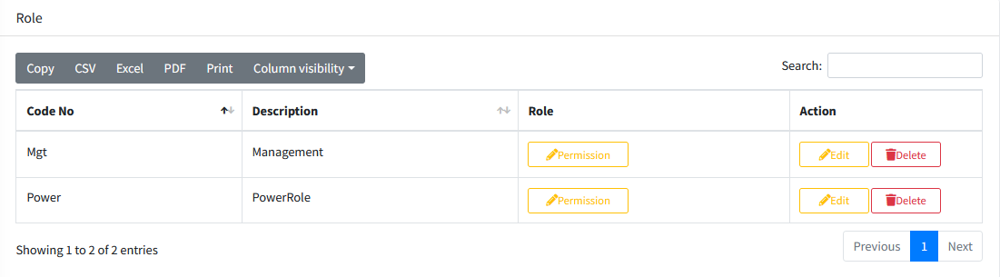 Role
Copy CSV Excel PDF Print Column visibility Search:
Code No Description Role Action
Mgt Management Permission Edit Delete
Power PowerRole Permission Edit Delete
Showing 1 to 2 of 2 entries Previous 1 Next